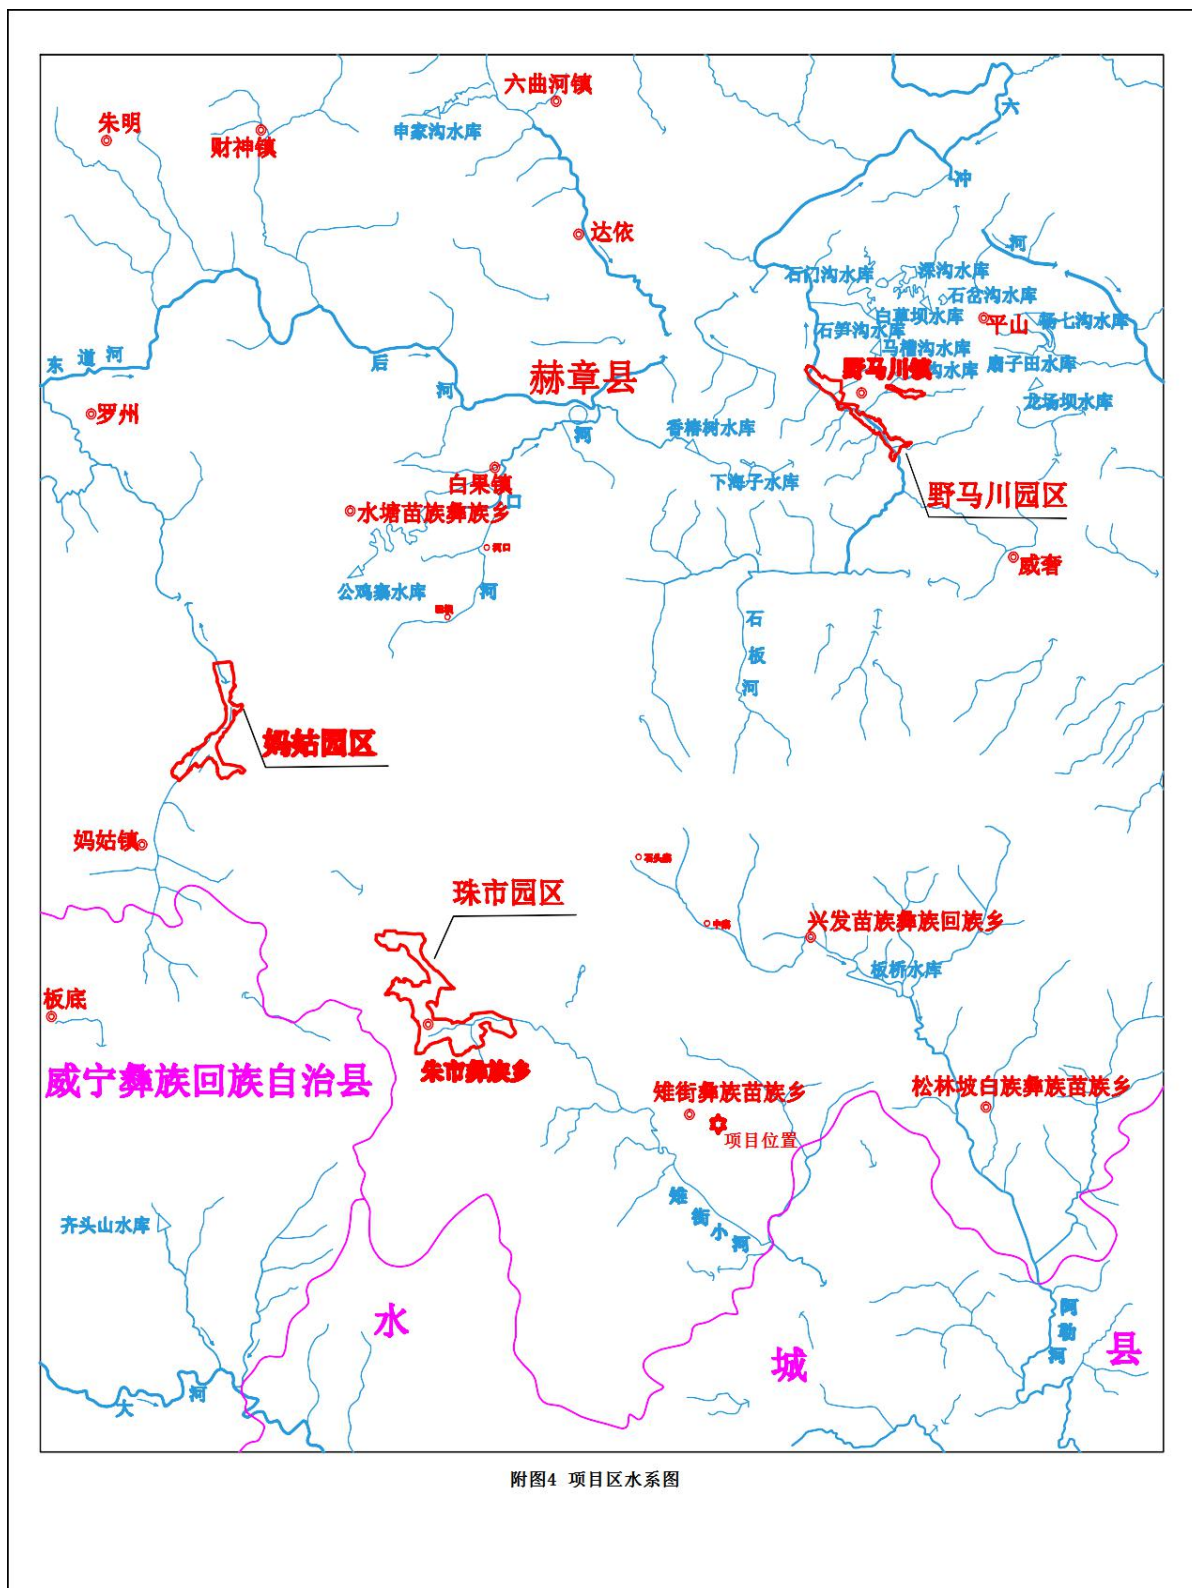 六曲河镇
六
朱明
财神镇
申家沟水库
冲
达依
河
石门沟水库
深沟水库
石岔沟水库
白草坝水库
平山
杨七沟水库
石笋沟水库
马槽沟水库
东道河
后
野马川镇
沟水库
扇子田水库
赫章县
河
罗州
龙场坝水库
香椿树水库
河
白果镇
下海子水库
野马川园区
口
水塘苗族彝族乡
河口
威奢
公鸡寨水库
河
石
板
河
妈姑园区
妈姑镇
珠市园区
兴发苗族彝族回族乡
板桥水库
板底
威宁彝族回族自治县
朱市彝族乡
雉街彝族苗族乡
松林坡白族彝族苗族乡
项目位置
雉
街
小
河
齐头山水库
水
阿
勒
河
城
县
大
河
附图4 项目区水系图